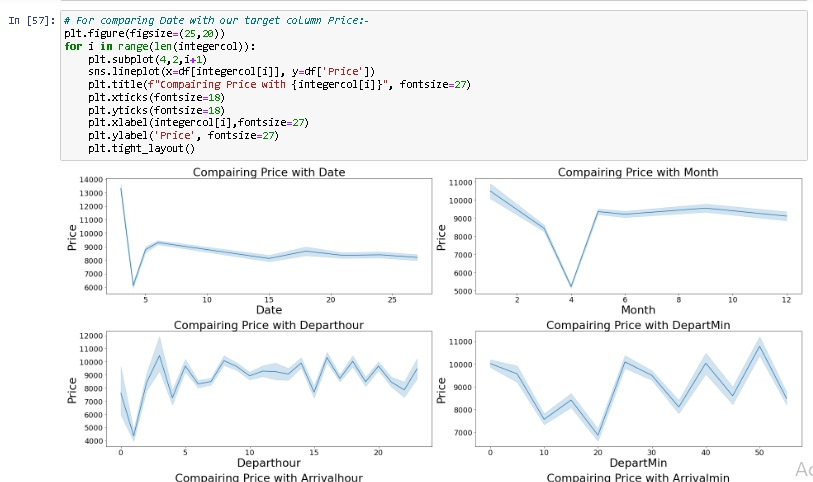 In [57]: # For comparing Date with our target column Price:-
plt.figure(figsize=(25,20))
for i in range(len(integercol)):
    plt.subplot(4,2,i+1)
    sns.lineplot(x=df[integercol[i]], y=df['Price'])
    plt.title(f"Compairing Price with {integercol[i]}", fontsize=27)
    plt.xticks(fontsize=18)
    plt.yticks(fontsize=18)
    plt.xlabel(integercol[i],fontsize=27)
    plt.ylabel('Price', fontsize=27)
    plt.tight_layout()
Compairing Price with Date
14000
13000
12000
11000
10000
9000
8000
7000
6000
Price
5 10 15 20 25
Date
Compairing Price with Month
11000
10000
9000
8000
7000
6000
5000
Price
2 4 6 8 10 12
Month
Compairing Price with Departhour
12000
11000
10000
9000
8000
7000
6000
5000
4000
Price
0 5 10 15 20
Departhour
Compairing Price with DepartMin
11000
10000
9000
8000
7000
Price
0 10 20 30 40 50
DepartMin
Compairing Price with Arrivalhour
Compairing Price with Arrivalmin